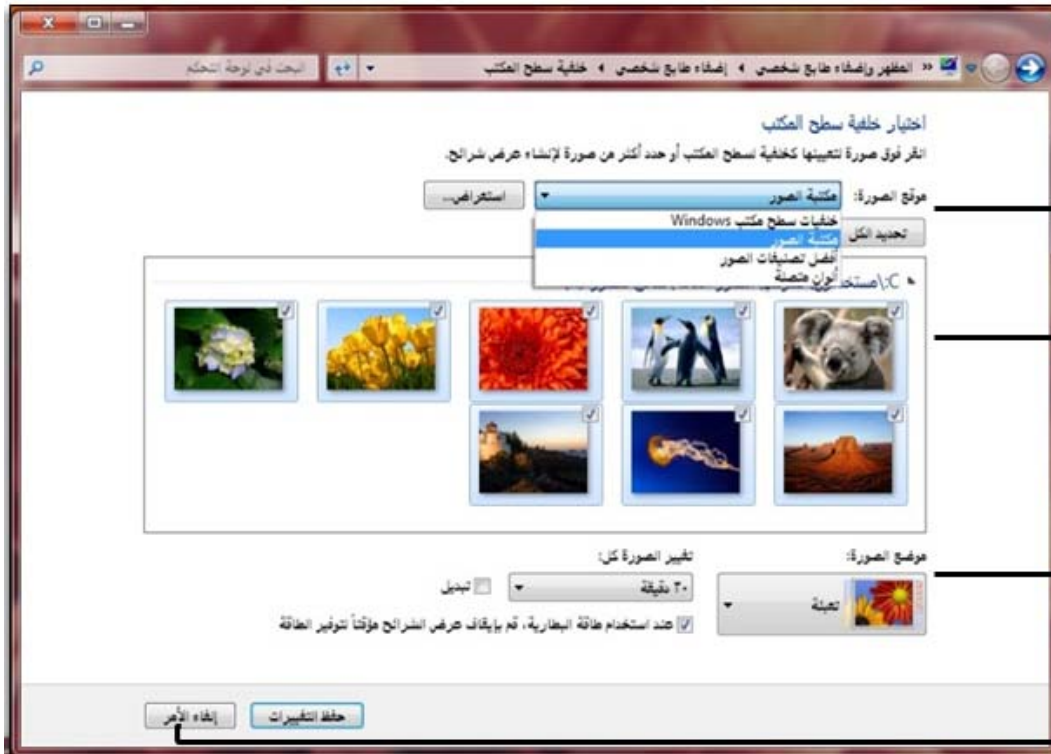 « المظهر وإضفاء طابع شخصي ‹ إضفاء طابع شخصي ‹ خلفية سطح المكتب
البحث في لوحة التحكم
اختيار خلفية سطح المكتب
انقر فوق صورة لتعيينها كخلفية لسطح المكتب أو حدد أكثر من صورة لإنشاء عرض شرائح.
موقع الصورة: مكتبة الصور استعراض...
خلفيات سطح مكتب Windows
مكتبة الصور
أفضل تصنيفات الصور
ألوان متصلة
تحديد الكل
C:\
موضع الصورة:
تعبئة
تغيير الصورة كل:
٣٠ دقيقة تبديل
عند استخدام طاقة البطارية، قم بإيقاف عرض الشرائح مؤقتاً لتوفير الطاقة
حفظ التغييرات إلغاء الأمر